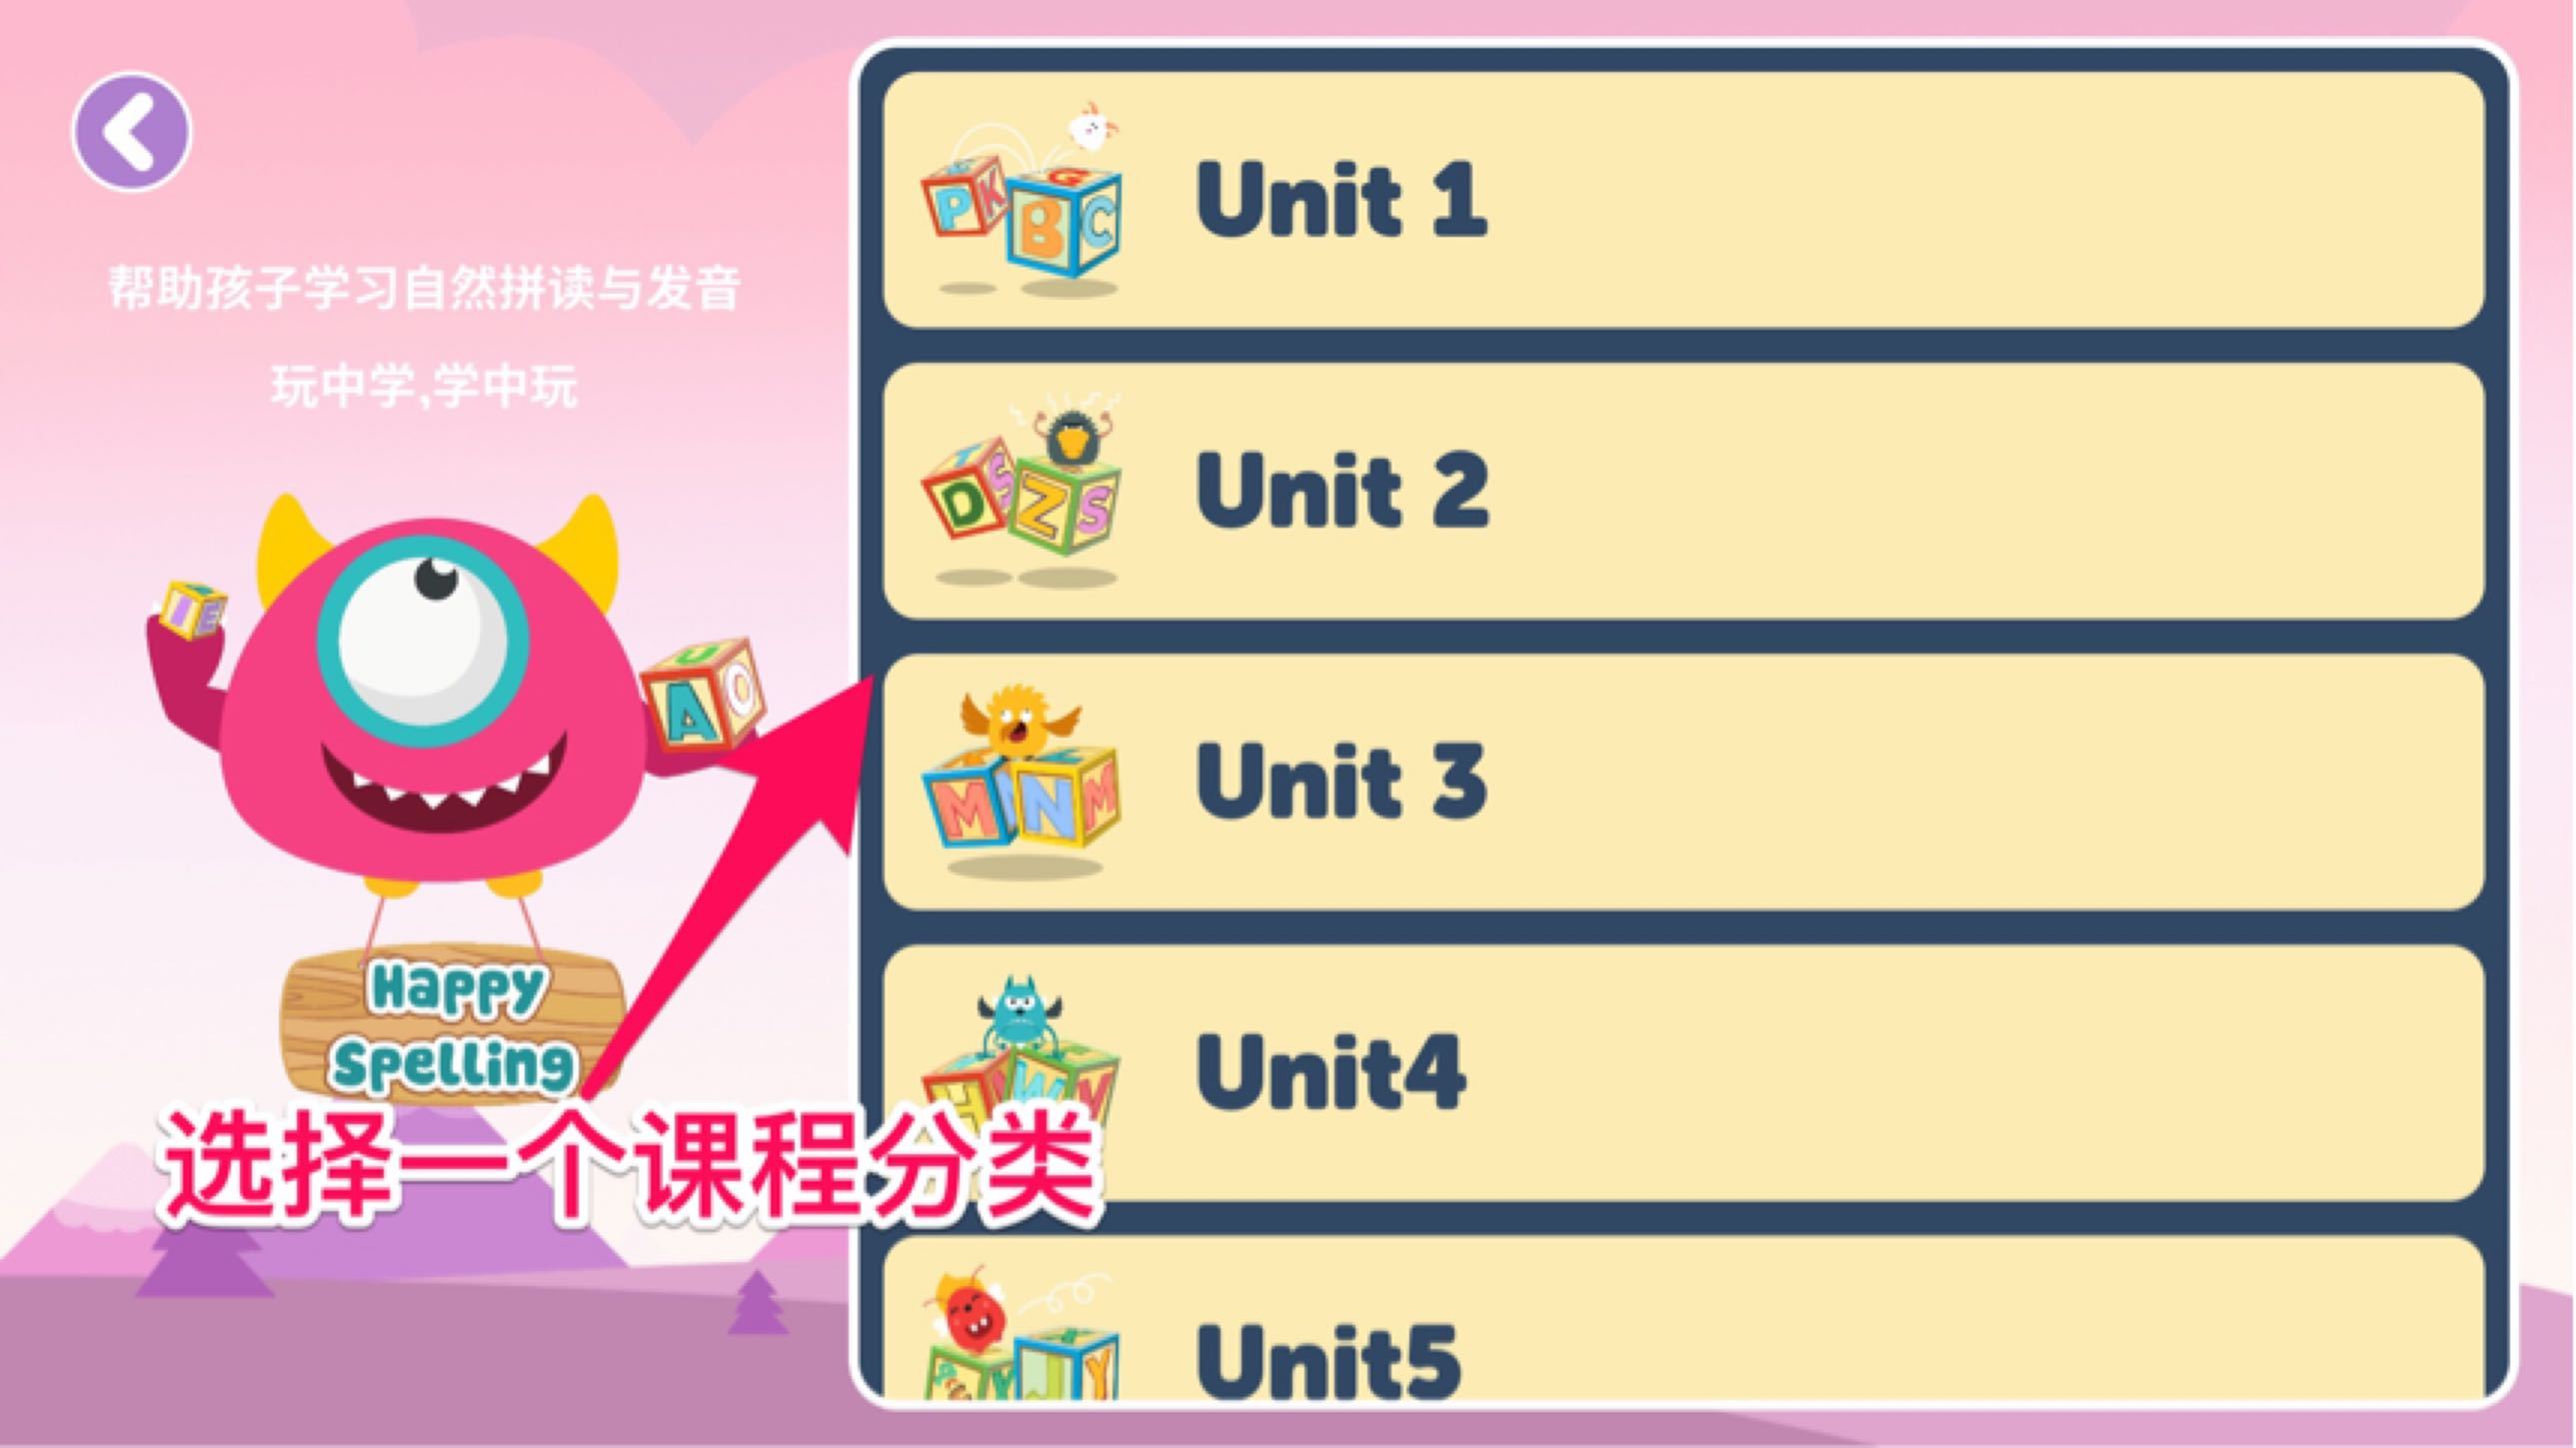 帮助孩子学习自然拼读与发音
玩中学,学中玩
I E
U
A O
Happy
Spelling
选择一个课程分类
P K
G
B C
Unit 1
T
D S
Z S
Unit 2
M N M
Unit 3
H W V
Unit4
Y
Unit5